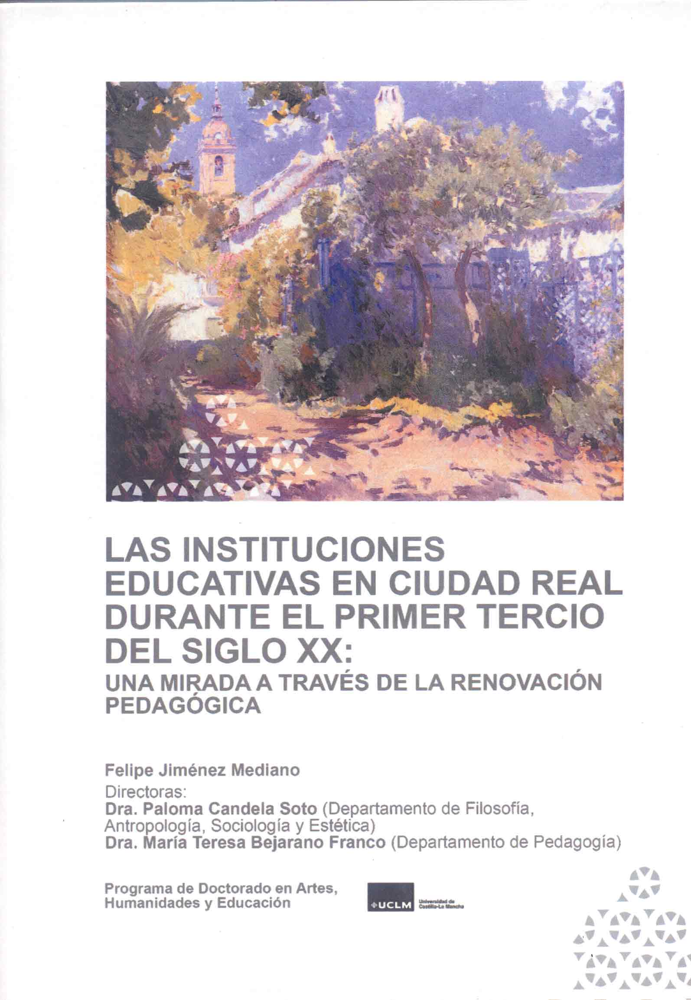 LAS INSTITUCIONES
EDUCATIVAS EN CIUDAD REAL
DURANTE EL PRIMER TERCIO
DEL SIGLO XX:
UNA MIRADA A TRAVÉS DE LA RENOVACIÓN
PEDAGÓGICA
Felipe Jiménez Mediano
Directoras:
Dra. Paloma Candela Soto (Departamento de Filosofía,
Antropología, Sociología y Estética)
Dra. María Teresa Bejarano Franco (Departamento de Pedagogía)
Programa de Doctorado en Artes,
Humanidades y Educación
UCLM
Universidad de
Castilla-La Mancha